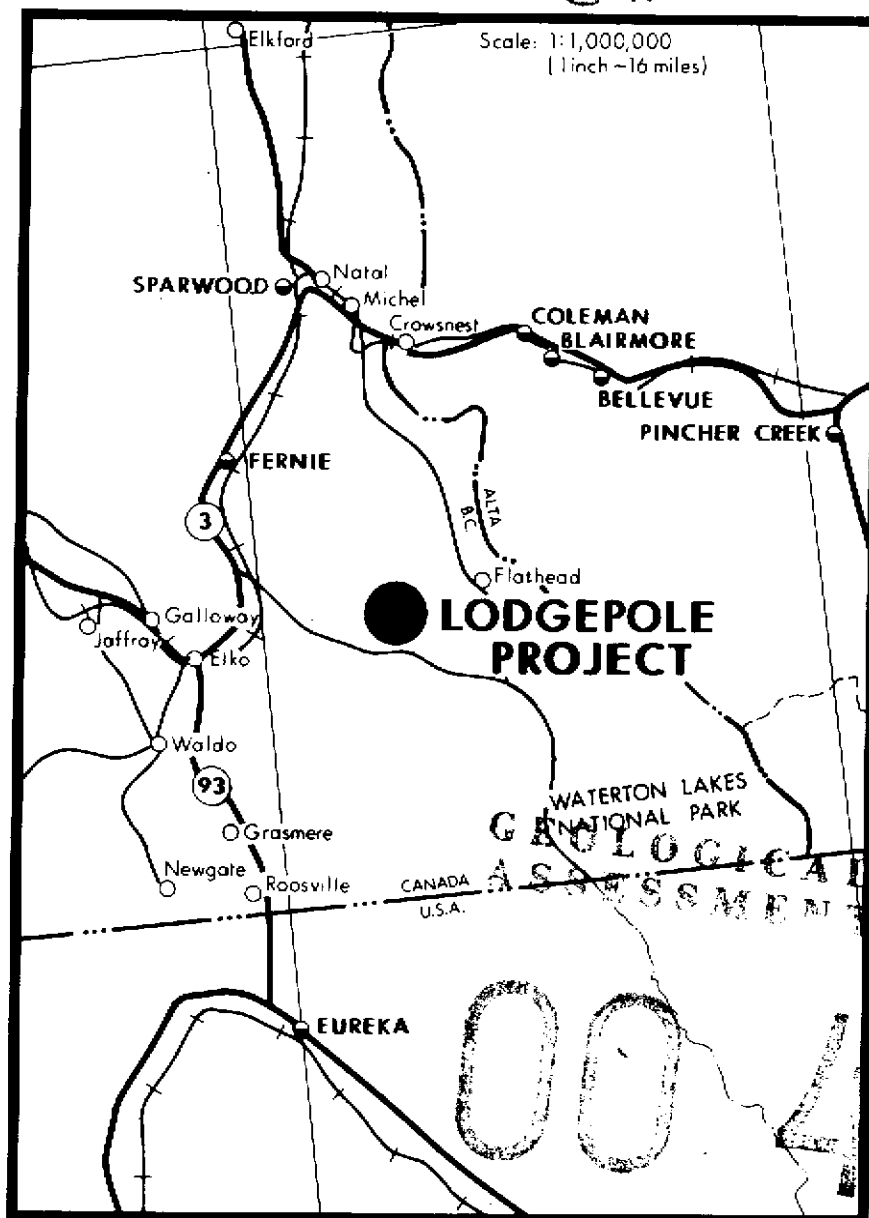 Elkford
Scale: 1:1,000,000
(1inch ~16 miles)
SPARWOOD
Natal
Michel
Crowsnest
COLEMAN
BLAIRMORE
BELLEVUE
PINCHER CREEK
FERNIE
3
ALTA
B.C.
Flathead
LODGEPOLE
PROJECT
Galloway
Jaffray
Elko
Waldo
93
WATERTON LAKES
NATIONAL PARK
Grasmere
GEOLOGICAL
ASSESSMENT
Newgate
Roosville
CANADA
U.S.A.
EUREKA
00